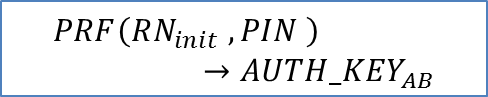 PRF(RN_init ,PIN )
→ AUTH_KEY_AB